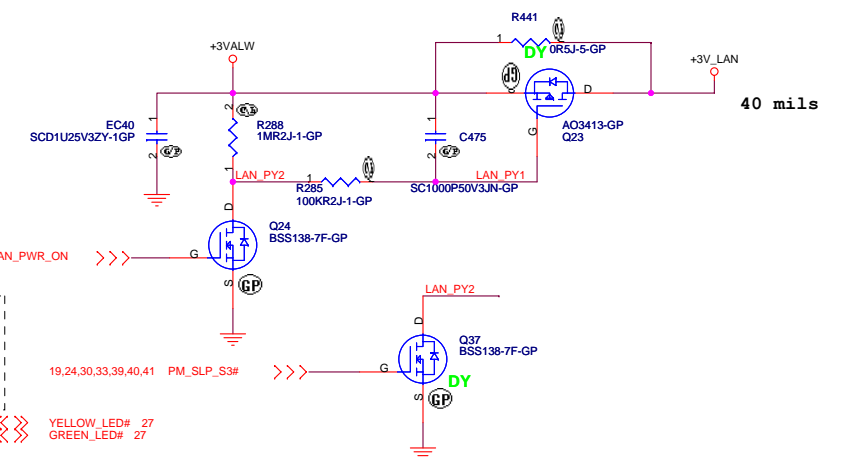 R441
1
2
DY
0R5J-5-GP
+3VALW
+3V_LAN
GP
S
D
40 mils
1
EC40
SCD1U25V3ZY-1GP
2
2
R288
1MR2J-1-GP
1
1
C475
2
SC1000P50V3JN-GP
G
AO3413-GP
Q23
LAN_PY2
1
R285
100KR2J-1-GP
LAN_PY1
D
Q24
BSS138-7F-GP
AN_PWR_ON
G
S
GP
LAN_PY2
D
Q37
BSS138-7F-GP
19,24,30,33,39,40,41 PM_SLP_S3#
G
DY
S
GP
YELLOW_LED# 27
GREEN_LED# 27